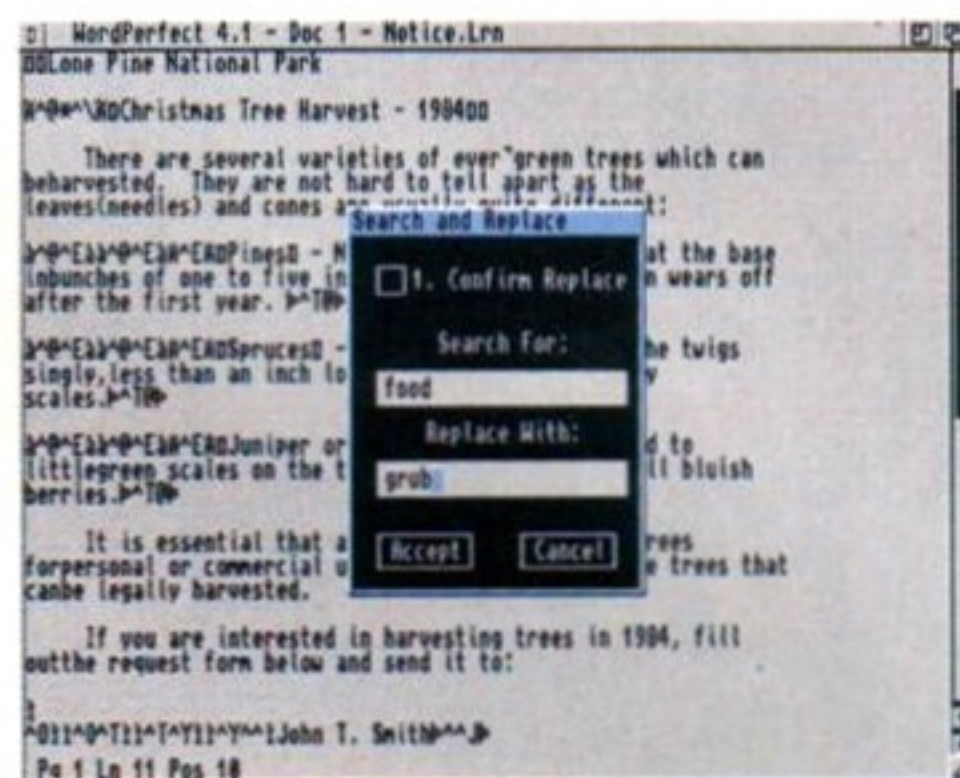 WordPerfect 4.1 - Doc 1 - Notice.Lrn
Lone Pine National Park
Christmas Tree Harvest - 1984
There are several varieties of ever~green trees which can
beharvested. They are not hard to tell apart as the
leaves(needles) and cones are usually quite different:
Pines - N at the base
inbunches of one to five in n wears off
after the first year.
Spruces - he twigs
singly,less than an inch lo y
scales.
Juniper or d to
littlegreen scales on the t ll bluish
berries.
It is essential that a rees
forpersonal or commercial u e trees that
canbe legally harvested.
If you are interested in harvesting trees in 1984, fill
outthe request form below and send it to:
John T. Smith
Pg 1 Ln 11 Pos 10
Search and Replace
1. Confirm Replace
Search For:
food
Replace With:
grub
Accept Cancel